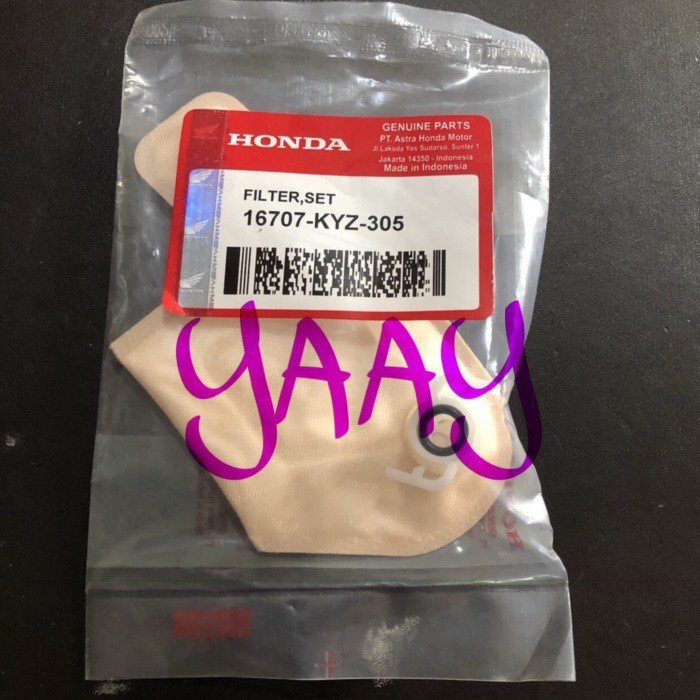 HONDA
GENUINE PARTS
PT. Astra Honda Motor
Jl.Laksda Yos Sudarso, Sunter 1
Jakarta 14350 - Indonesia
Made in Indonesia
FILTER,SET
16707-KYZ-305
YAAY